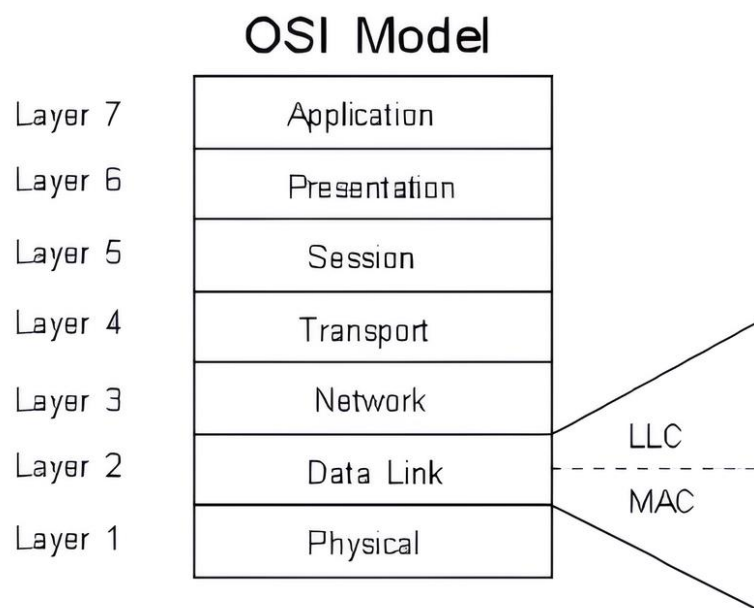 OSI Model
Layer 7 Application
Layer 6 Presentation
Layer 5 Session
Layer 4 Transport
Layer 3 Network
LLC
Layer 2 Data Link
MAC
Layer 1 Physical